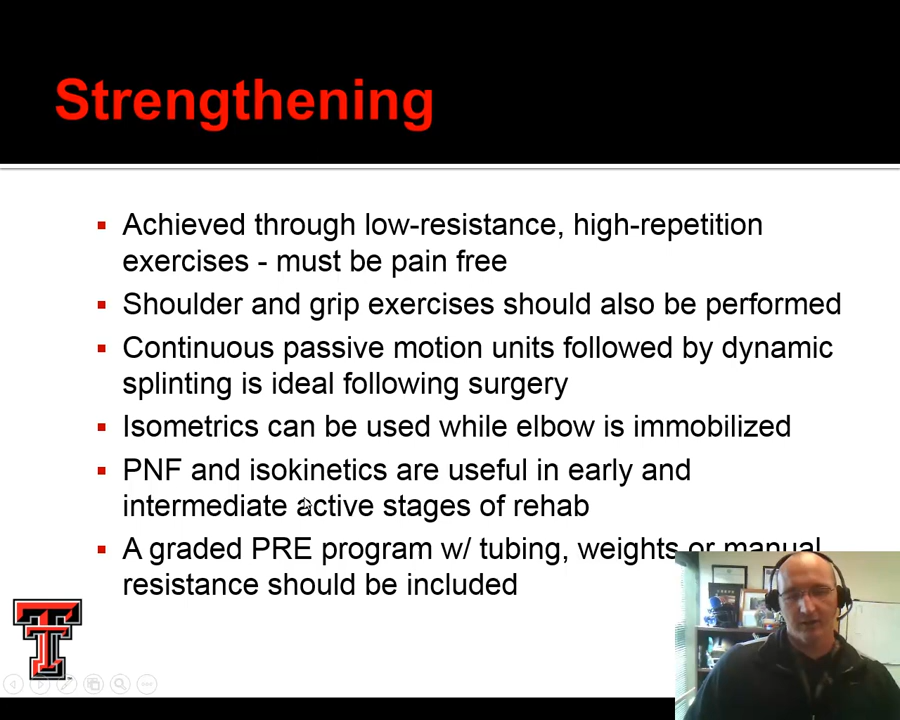 Strengthening
Achieved through low-resistance, high-repetition
exercises - must be pain free
Shoulder and grip exercises should also be performed
Continuous passive motion units followed by dynamic
splinting is ideal following surgery
Isometrics can be used while elbow is immobilized
PNF and isokinetics are useful in early and
intermediate active stages of rehab
A graded PRE program w/ tubing, weights or manual
resistance should be included